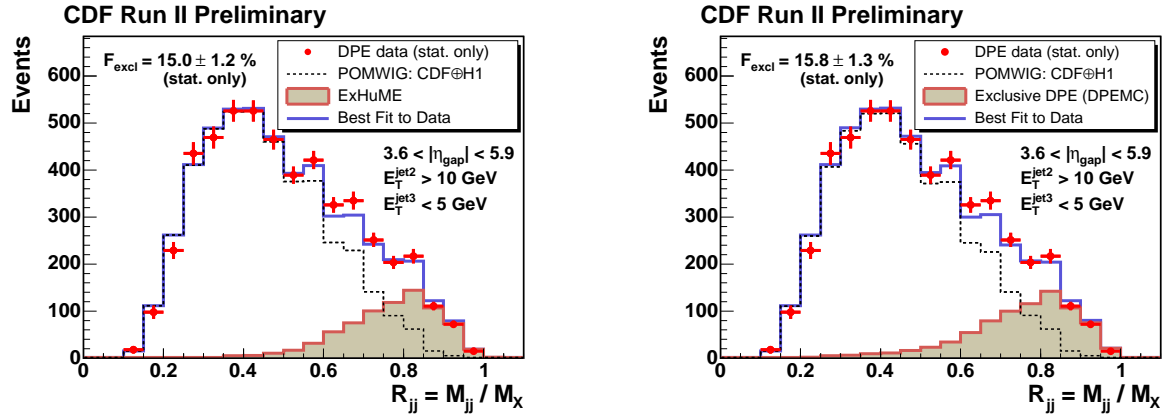 CDF Run II Preliminary
Events
F_excl = 15.0 ± 1.2 %
(stat. only)
DPE data (stat. only)
POMWIG: CDF⊕H1
ExHuME
Best Fit to Data
3.6 < |η_gap| < 5.9
E_T^jet2 > 10 GeV
E_T^jet3 < 5 GeV
600
500
400
300
200
100
0
0 0.2 0.4 0.6 0.8 1
R_jj = M_jj / M_X
CDF Run II Preliminary
Events
F_excl = 15.8 ± 1.3 %
(stat. only)
DPE data (stat. only)
POMWIG: CDF⊕H1
Exclusive DPE (DPEMC)
Best Fit to Data
3.6 < |η_gap| < 5.9
E_T^jet2 > 10 GeV
E_T^jet3 < 5 GeV
600
500
400
300
200
100
0
0 0.2 0.4 0.6 0.8 1
R_jj = M_jj / M_X